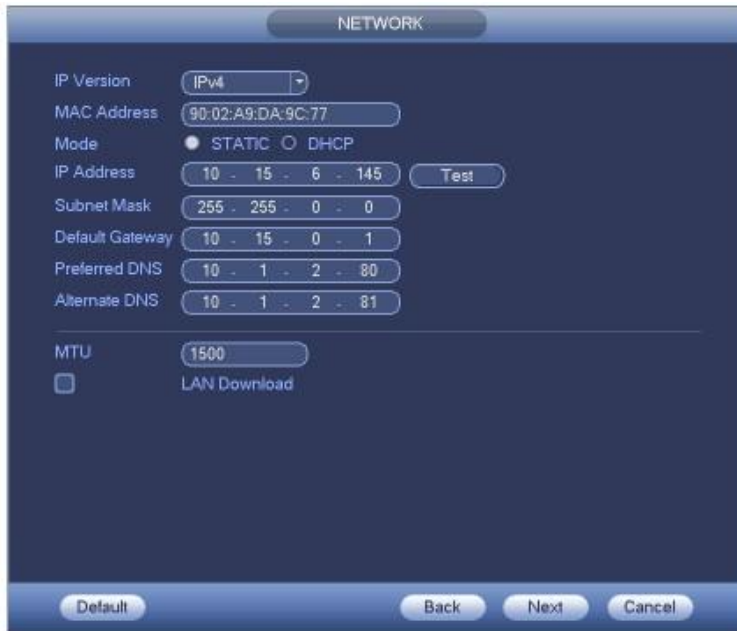 NETWORK
IP Version IPv4
MAC Address 90:02:A9:DA:9C:77
Mode STATIC DHCP
IP Address 10 . 15 . 6 . 145 Test
Subnet Mask 255 . 255 . 0 . 0
Default Gateway 10 . 15 . 0 . 1
Preferred DNS 10 . 1 . 2 . 80
Alternate DNS 10 . 1 . 2 . 81
MTU 1500
LAN Download
Default Back Next Cancel